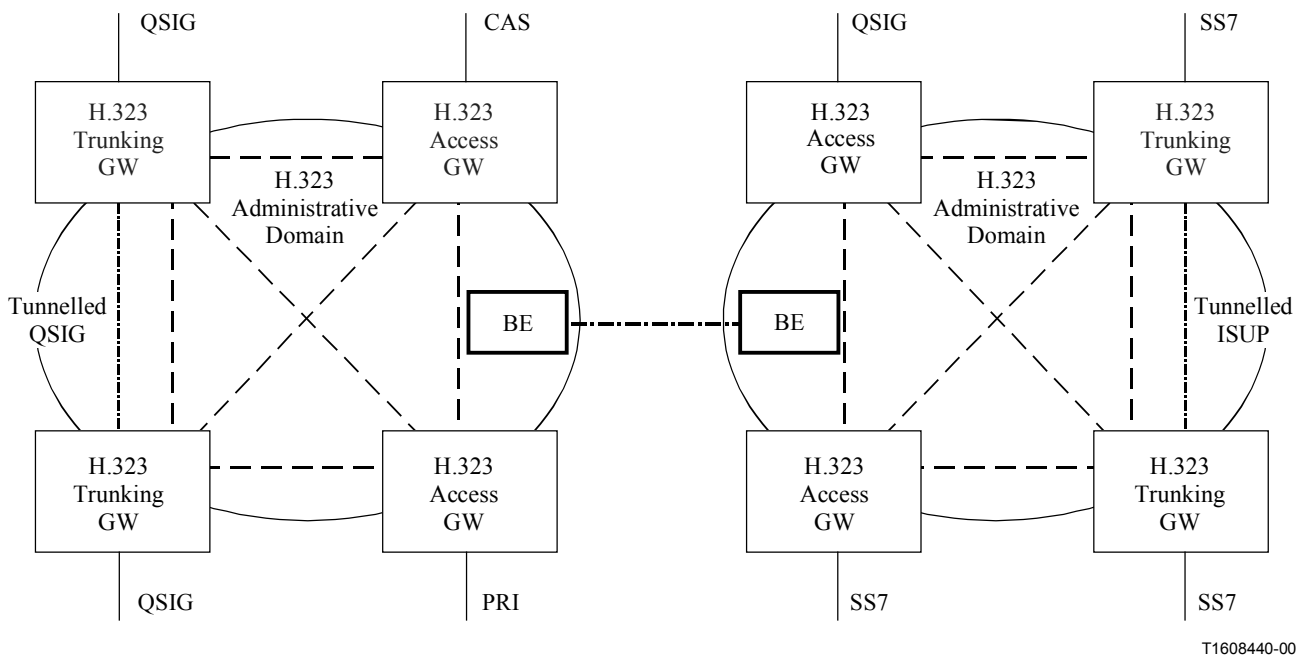 QSIG
CAS
QSIG
SS7
H.323
Trunking
GW
H.323
Access
GW
H.323
Access
GW
H.323
Trunking
GW
H.323
Administrative
Domain
H.323
Administrative
Domain
Tunnelled
QSIG
BE
BE
Tunnelled
ISUP
H.323
Trunking
GW
H.323
Access
GW
H.323
Access
GW
H.323
Trunking
GW
QSIG
PRI
SS7
SS7
T1608440-00